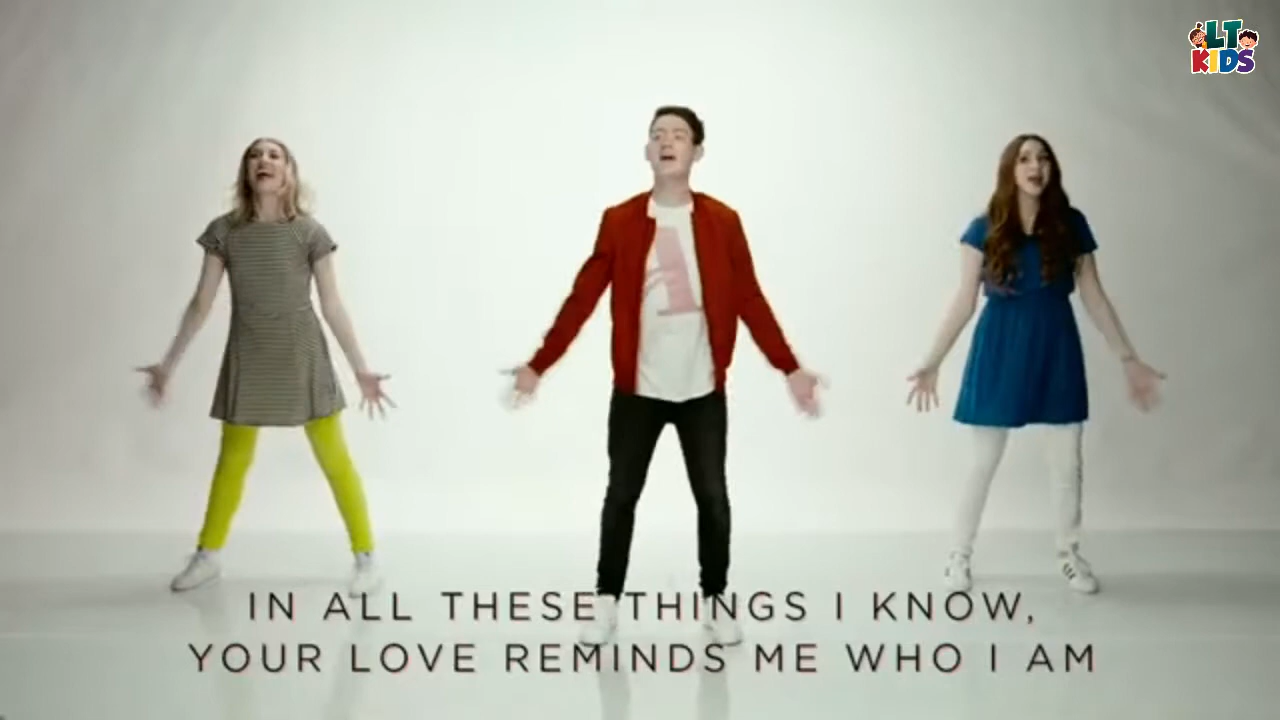 LT
KIDS
A
IN ALL THESE THINGS I KNOW,
YOUR LOVE REMINDS ME WHO I AM